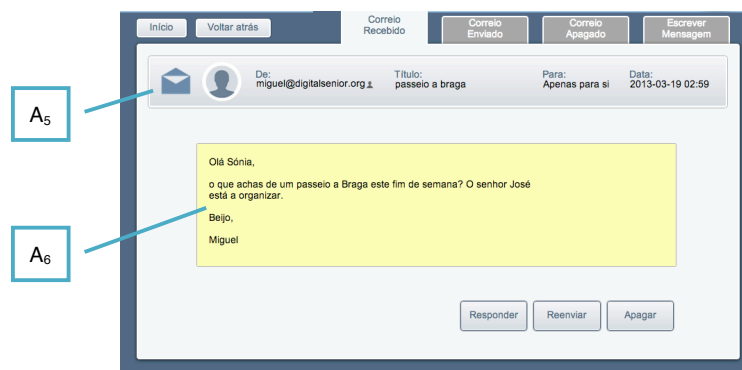 Início
Voltar atrás
Correio
Recebido
Correio
Enviado
Correio
Apagado
Escrever
Mensagem
De:
miguel@digitalsenior.org
Título:
passeio a braga
Para:
Apenas para si
Data:
2013-03-19 02:59
A5
Olá Sónia,
o que achas de um passeio a Braga este fim de semana? O senhor José
está a organizar.
Beijo,
Miguel
A6
Responder
Reenviar
Apagar